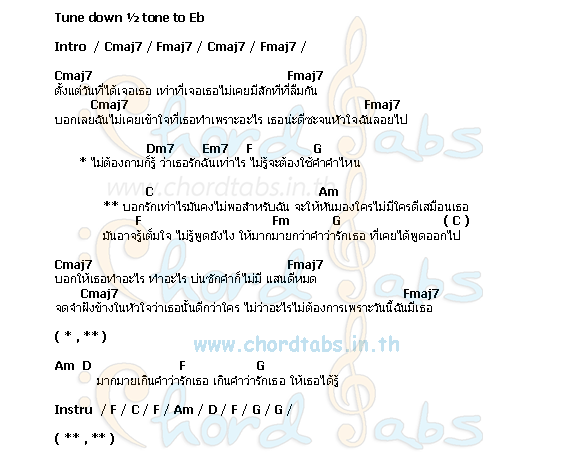 Tune down ½ tone to Eb
Intro / Cmaj7 / Fmaj7 / Cmaj7 / Fmaj7 /
Cmaj7 Fmaj7
ตั้งแต่วันที่ได้เจอเธอ เท่าที่เจอเธอไม่เคยมีสักทีที่ลืมกัน
Cmaj7 Fmaj7
บอกเลยฉันไม่เคยเข้าใจที่เธอทำเพราะอะไร เธอน่ะดีซะจนหัวใจฉันลอยไป
Dm7 Em7 F G
* ไม่ต้องถามก็รู้ ว่าเธอรักฉันเท่าไร ไม่รู้จะต้องใช้คำคำไหน
www.chordtabs.in.th
C Am
** บอกรักเท่าไรมันคงไม่พอสำหรับฉัน จะให้หันมองใครไม่มีใครดีเสมือนเธอ
F Fm G ( C )
มันอาจรู้เต็มใจ ไม่รู้พูดยังไง ให้มากมายกว่าคำว่ารักเธอ ที่เคยได้พูดออกไป
Cmaj7 Fmaj7
บอกให้เธอทำอะไร ทำอะไร บ่นซักคำก็ไม่มี แสนดีหมด
Cmaj7 Fmaj7
จดจำฝังข้างในหัวใจว่าเธอนั้นดีกว่าใคร ไม่ว่าอะไรไม่ต้องการเพราะวันนี้ฉันมีเธอ
( * , ** )
www.chordtabs.in.th
Am D F G
มากมายเกินคำว่ารักเธอ เกินคำว่ารักเธอ ให้เธอได้รู้
Instru / F / C / F / Am / D / F / G / G /
( ** , ** )